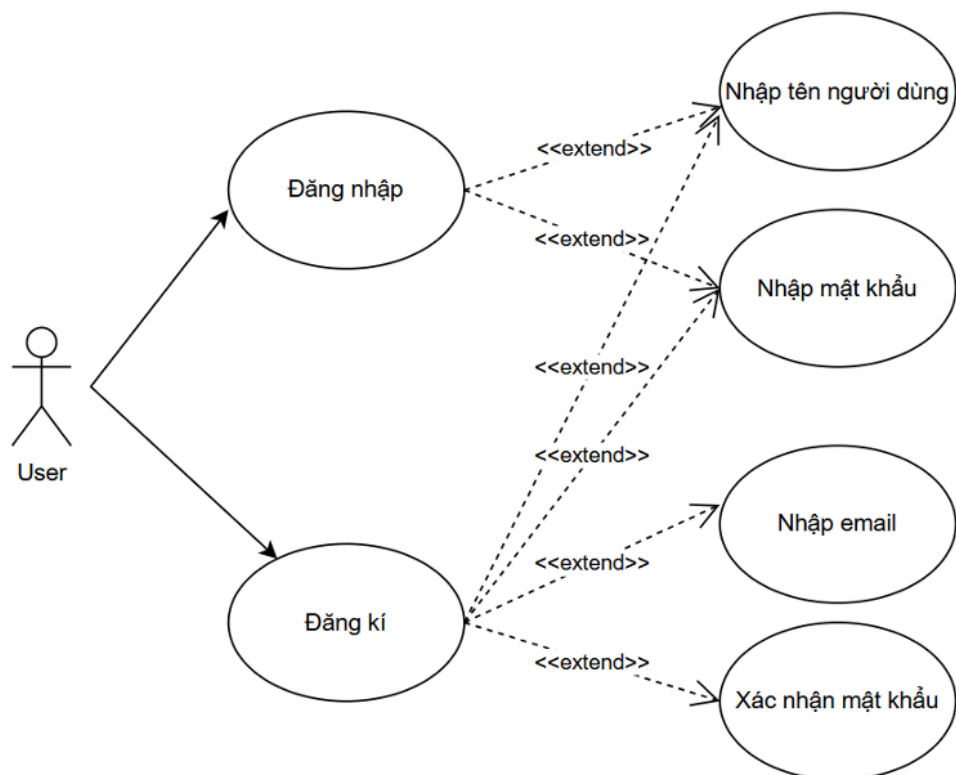 Nhập tên người dùng
<<extend>>
Đăng nhập
<<extend>>
Nhập mật khẩu
<<extend>>
<<extend>>
User
Nhập email
<<extend>>
Đăng kí
<<extend>>
Xác nhận mật khẩu